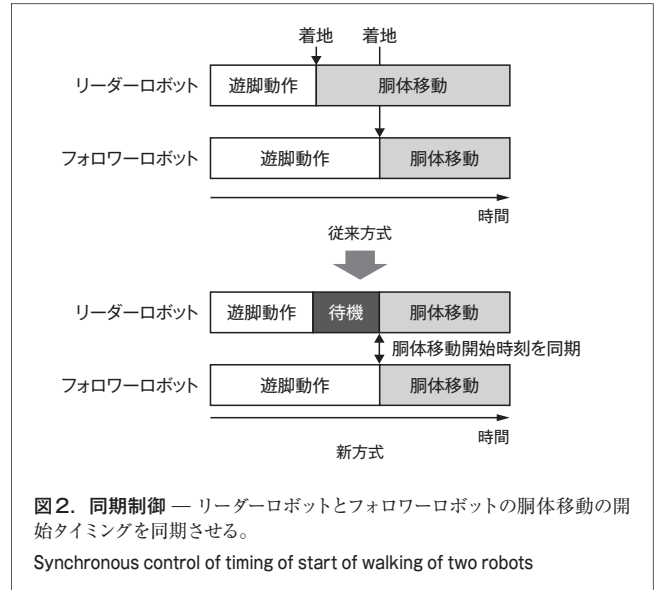 着地 着地
リーダーロボット 遊脚動作 胴体移動
フォロワーロボット 遊脚動作 胴体移動
時間
従来方式
リーダーロボット 遊脚動作 待機 胴体移動
胴体移動開始時刻を同期
フォロワーロボット 遊脚動作 胴体移動
時間
新方式
図2. 同期制御 — リーダーロボットとフォロワーロボットの胴体移動の開
始タイミングを同期させる。
Synchronous control of timing of start of walking of two robots